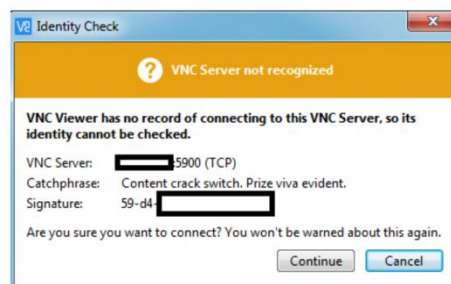 Identity Check
VNC Server not recognized
VNC Viewer has no record of connecting to this VNC Server, so its
identity cannot be checked.
VNC Server: :5900 (TCP)
Catchphrase: Content crack switch. Prize viva evident.
Signature: 59-d4-
Are you sure you want to connect? You won't be warned about this again.
Continue Cancel